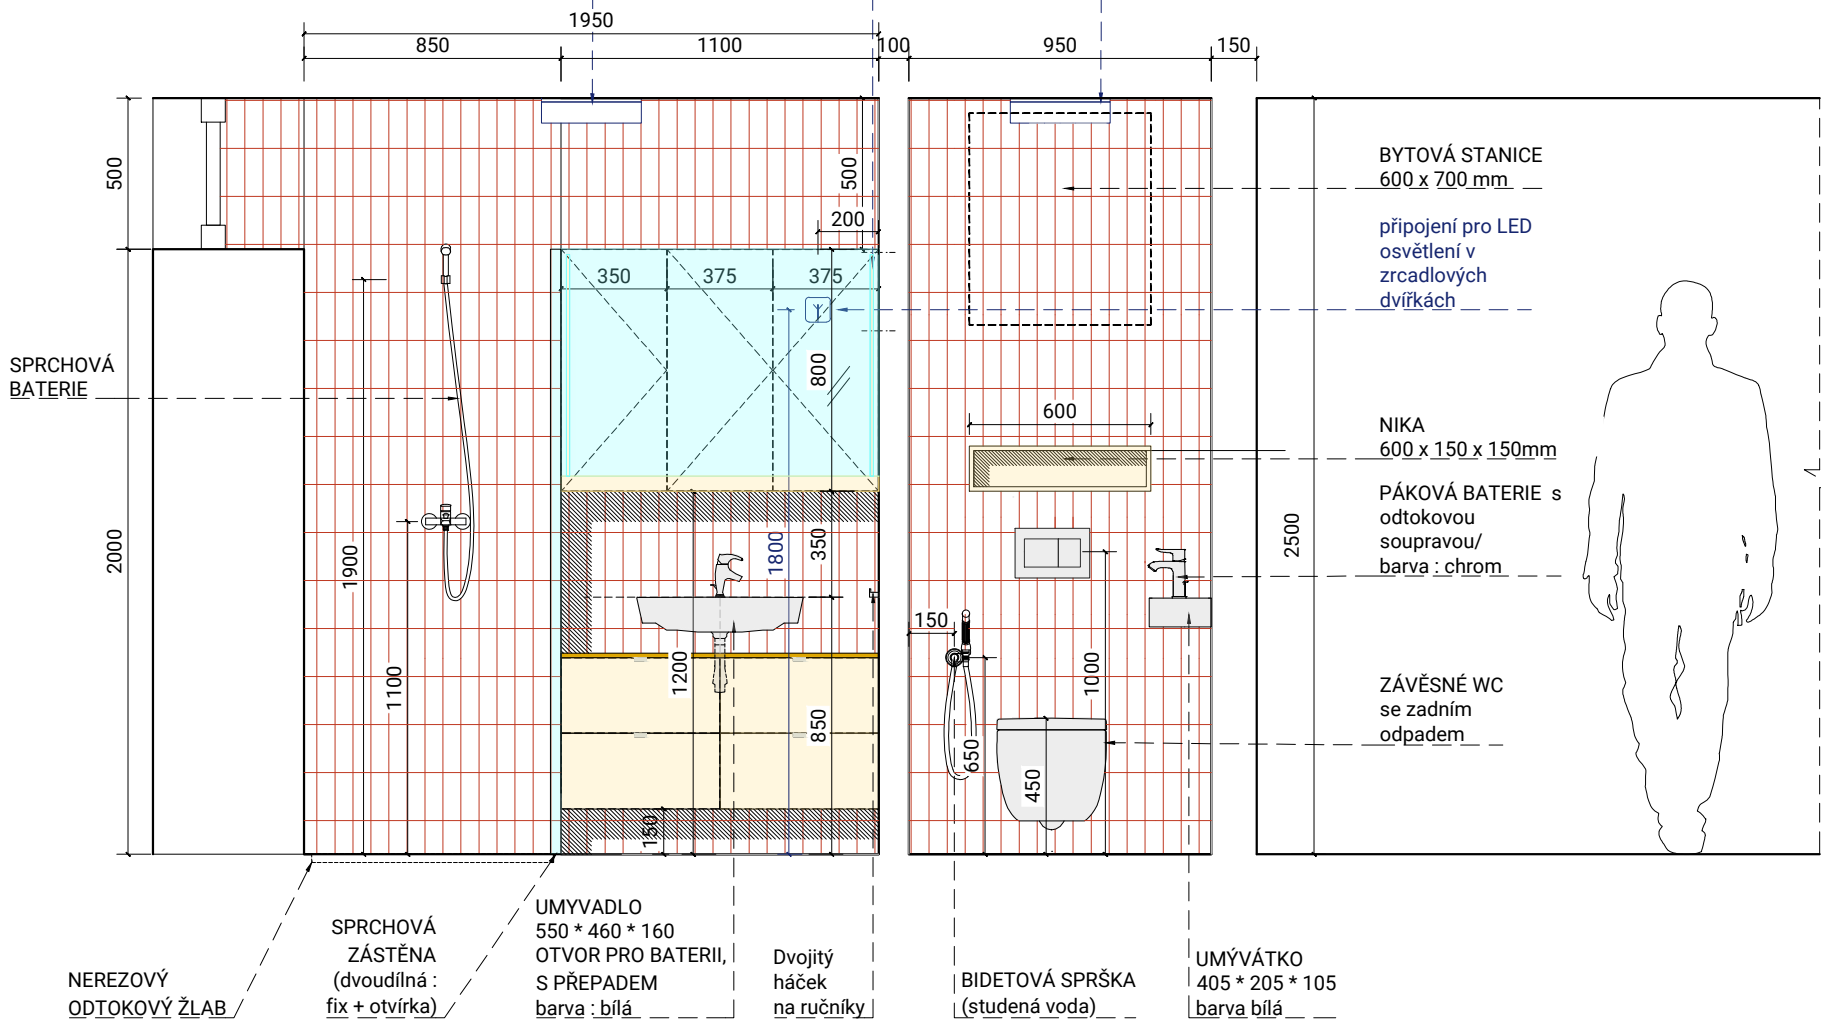 1950
850
1100
100
950
150
500
500
200
350
375
375
800
600
SPRCHOVÁ
BATERIE
BYTOVÁ STANICE
600 x 700 mm
připojení pro LED
osvětlení v
zrcadlových
dvířkách
NIKA
600 x 150 x 150mm
PÁKOVÁ BATERIE s
odtokovou
soupravou/
barva : chrom
ZÁVĚSNÉ WC
se zadním
odpadem
2000
1900
1100
1200
1800
350
850
150
150
650
450
1000
2500
NEREZOVÝ
ODTOKOVÝ ŽLAB
SPRCHOVÁ
ZÁSTĚNA
(dvoudílná :
fix + otvírka)
UMYVADLO
550 * 460 * 160
OTVOR PRO BATERII,
S PŘEPADEM
barva : bílá
Dvojitý
háček
na ručníky
BIDETOVÁ SPRŠKA
(studená voda)
UMÝVÁTKO
405 * 205 * 105
barva bílá